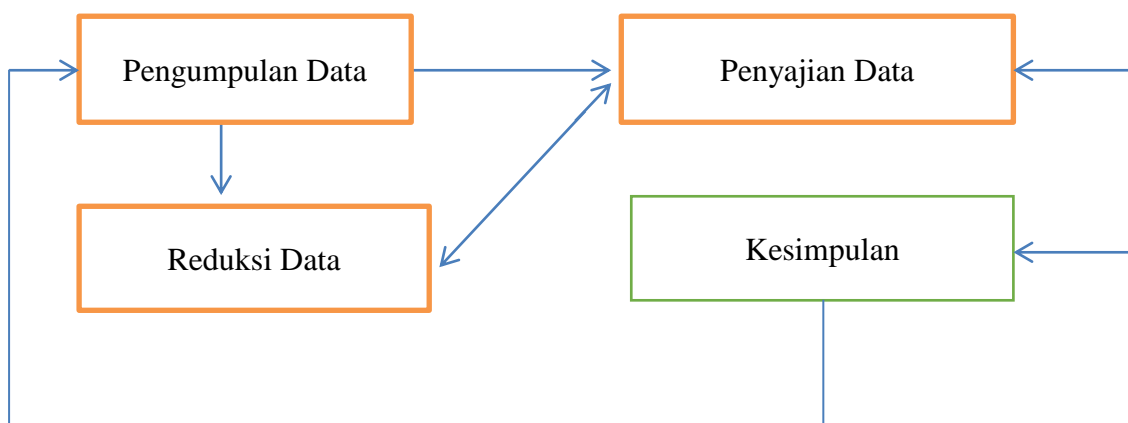 Pengumpulan Data
Penyajian Data
Reduksi Data
Kesimpulan